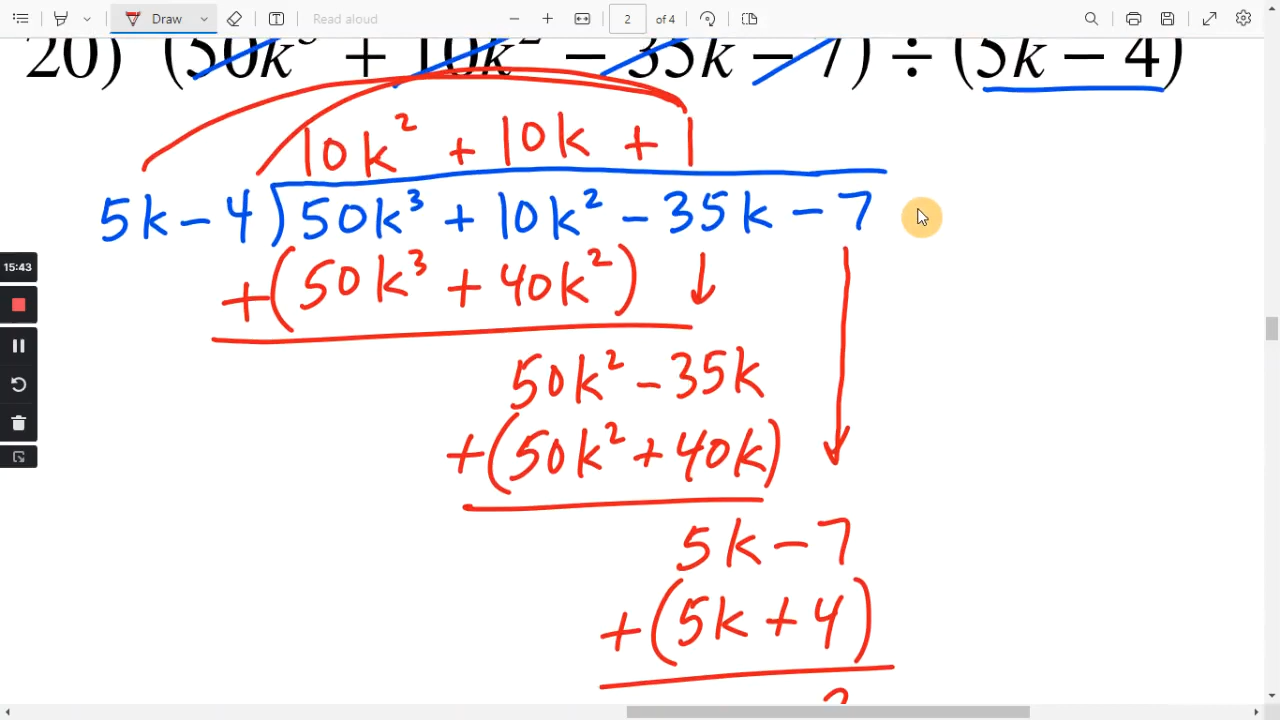 Draw
Read aloud
2 of 4
20) (50k³ + 10k² − 35k − 7) ÷ (5k − 4)
10k² + 10k + 1
5k − 4)50k³ + 10k² − 35k − 7
+(50k³ + 40k²)
50k² − 35k
+(50k² + 40k)
5k − 7
+(5k + 4)
15:43